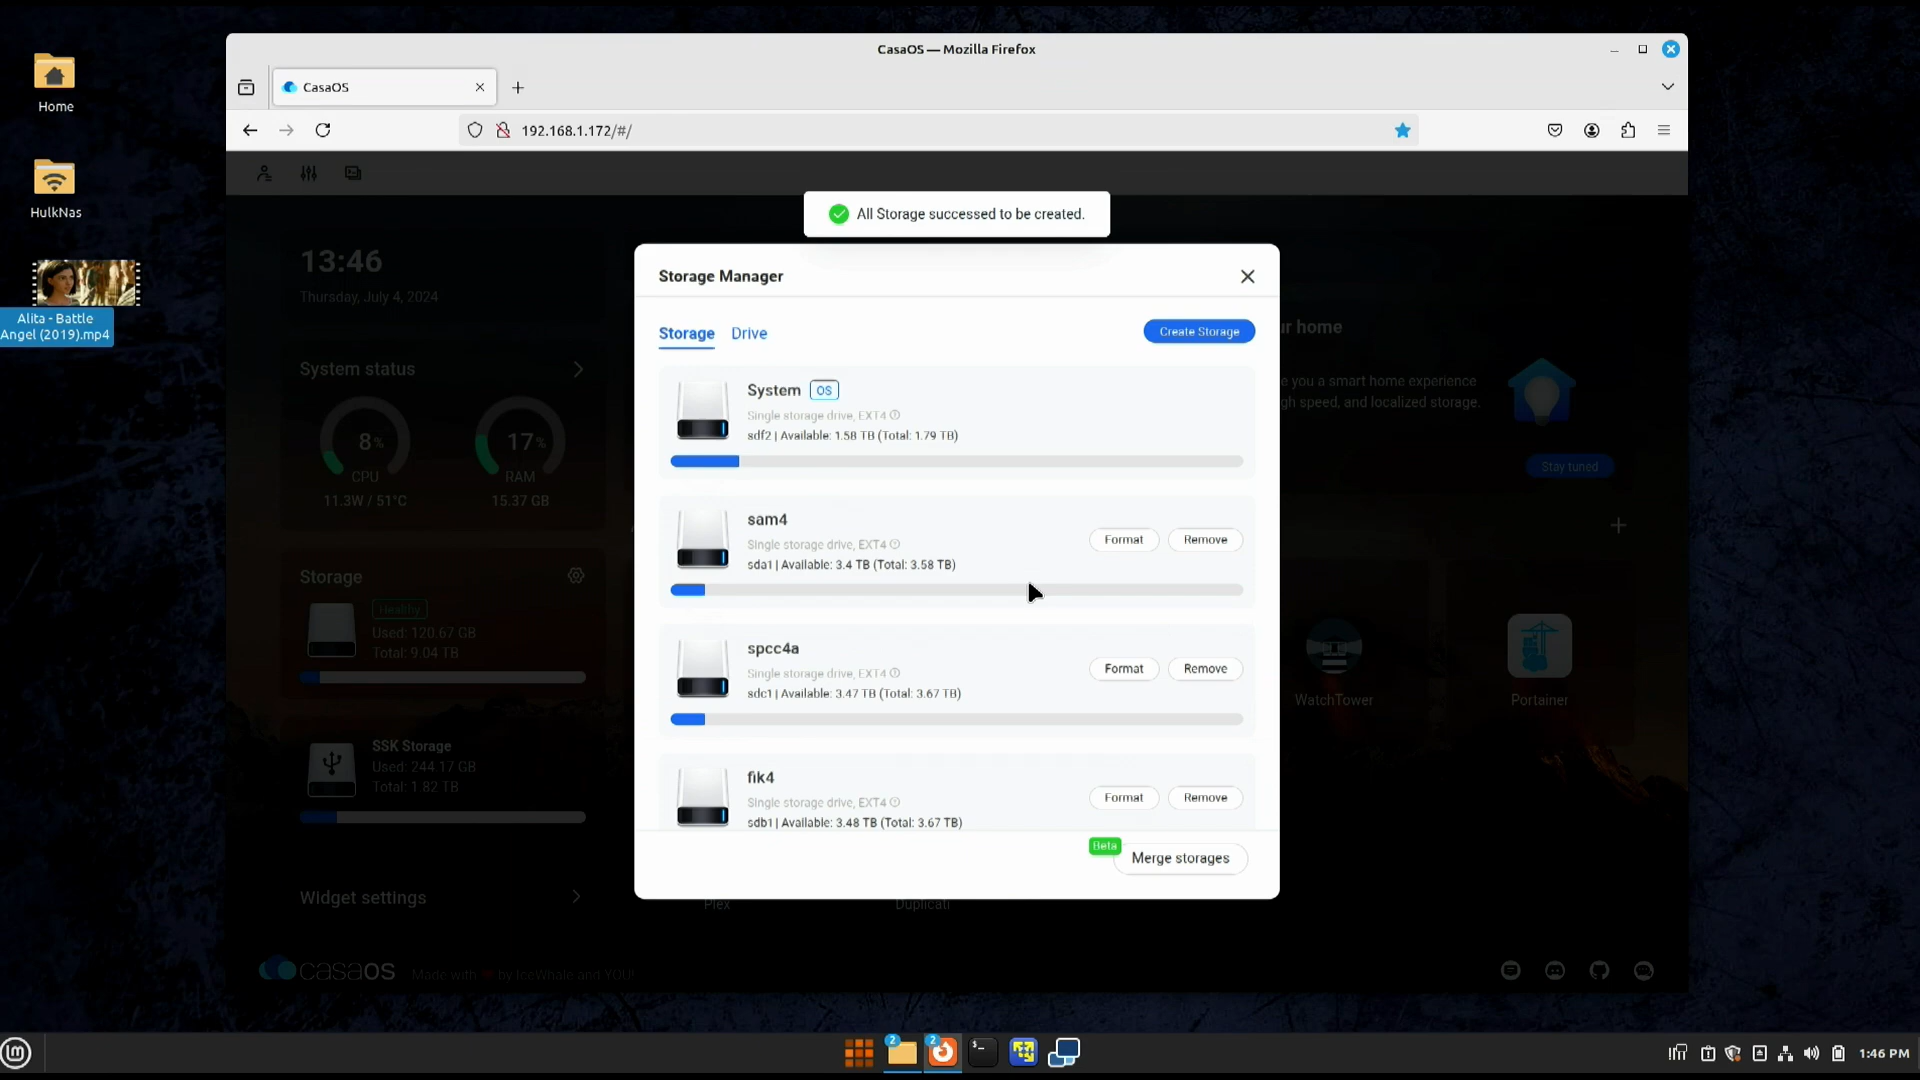 CasaOS — Mozilla Firefox
CasaOS
192.168.1.172/#/
Home
HulkNas
Alita - Battle
Angel (2019).mp4
All Storage successed to be created.
13:46
Thursday, July 4, 2024
System status
8%
17%
CPU
RAM
11.3W / 51°C
15.37 GB
Storage
Healthy
Used: 120.67 GB
Total: 9.04 TB
SSK Storage
Used: 244.17 GB
Total: 1.82 TB
Widget settings
Storage Manager
Storage
Drive
Create Storage
System
OS
Single storage drive, EXT4
sdf2 | Available: 1.58 TB (Total: 1.79 TB)
sam4
Single storage drive, EXT4
sda1 | Available: 3.4 TB (Total: 3.58 TB)
Format
Remove
spcc4a
Single storage drive, EXT4
sdc1 | Available: 3.47 TB (Total: 3.67 TB)
Format
Remove
fik4
Single storage drive, EXT4
sdb1 | Available: 3.48 TB (Total: 3.67 TB)
Format
Remove
Beta
Merge storages
r home
e you a smart home experience
gh speed, and localized storage.
Stay tuned
WatchTower
Portainer
Plex
Duplicati
CasaOS
Made with ❤ by IceWhale and YOU!
2
2
1:46 PM